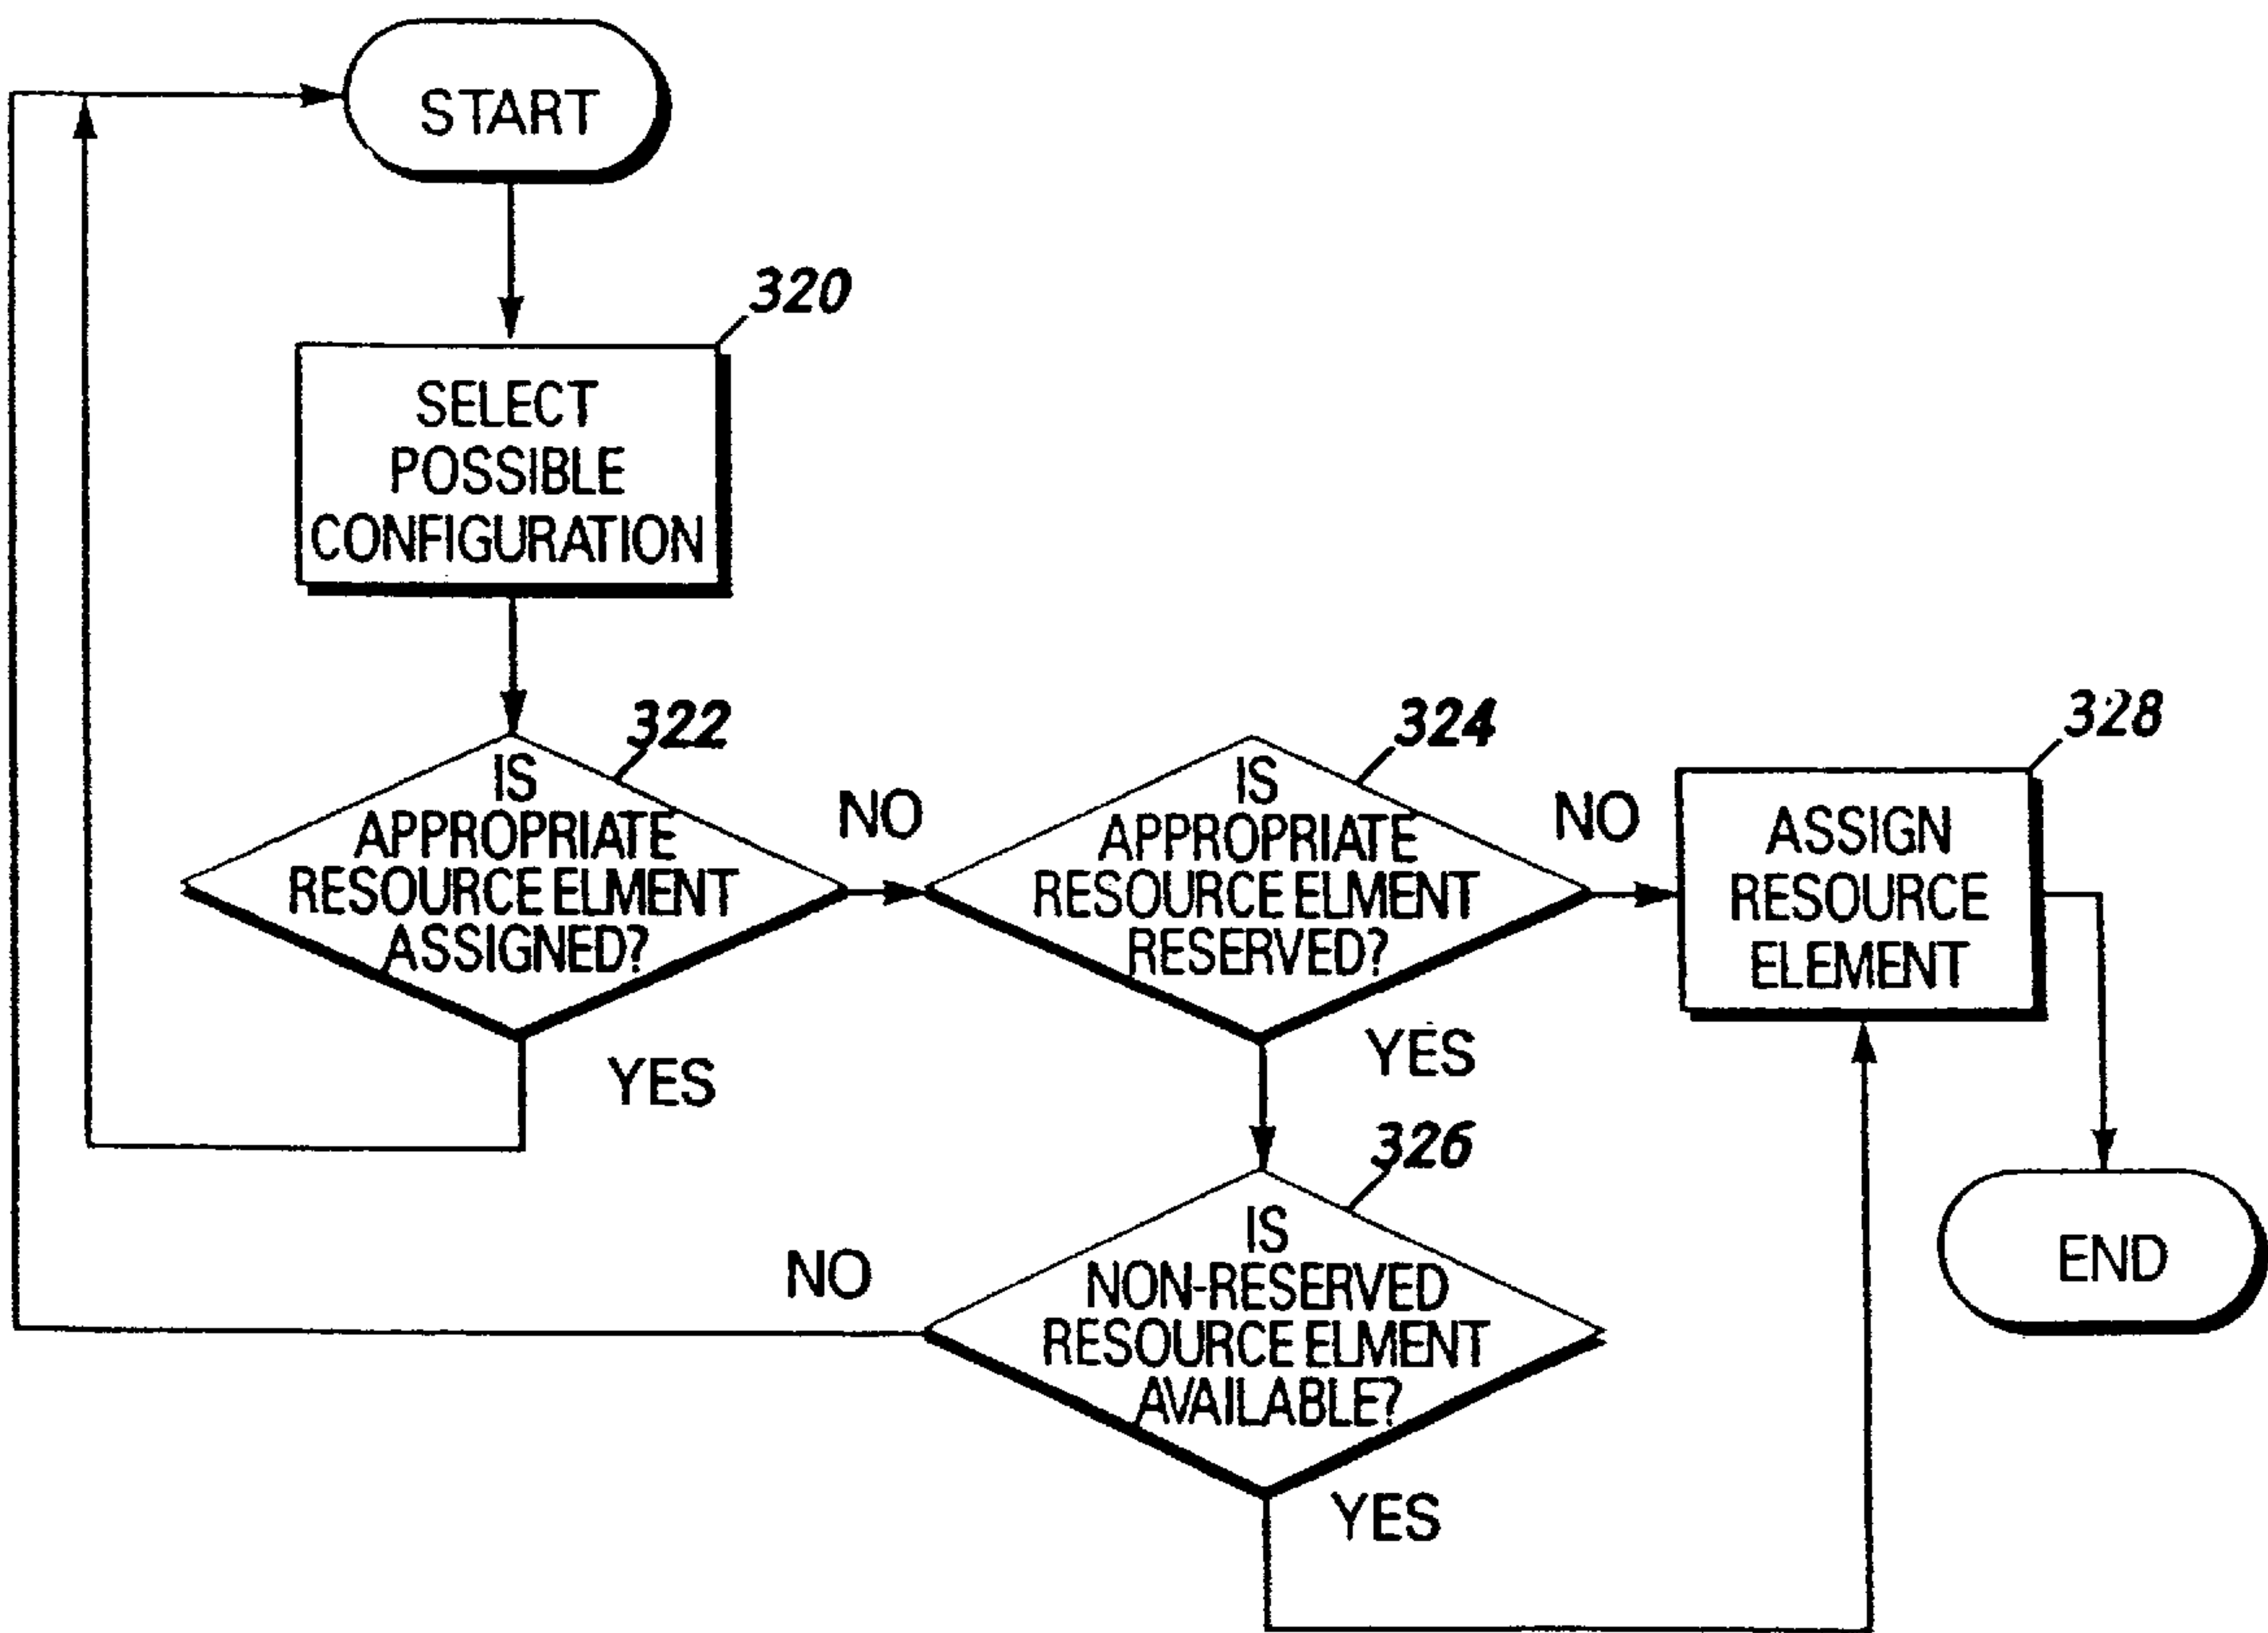 START
320
SELECT
POSSIBLE
CONFIGURATION
322
IS
APPROPRIATE
RESOURCE ELMENT
ASSIGNED?
NO
YES
324
IS
APPROPRIATE
RESOURCE ELMENT
RESERVED?
NO
YES
328
ASSIGN
RESOURCE
ELEMENT
326
IS
NON-RESERVED
RESOURCE ELMENT
AVAILABLE?
NO
YES
END